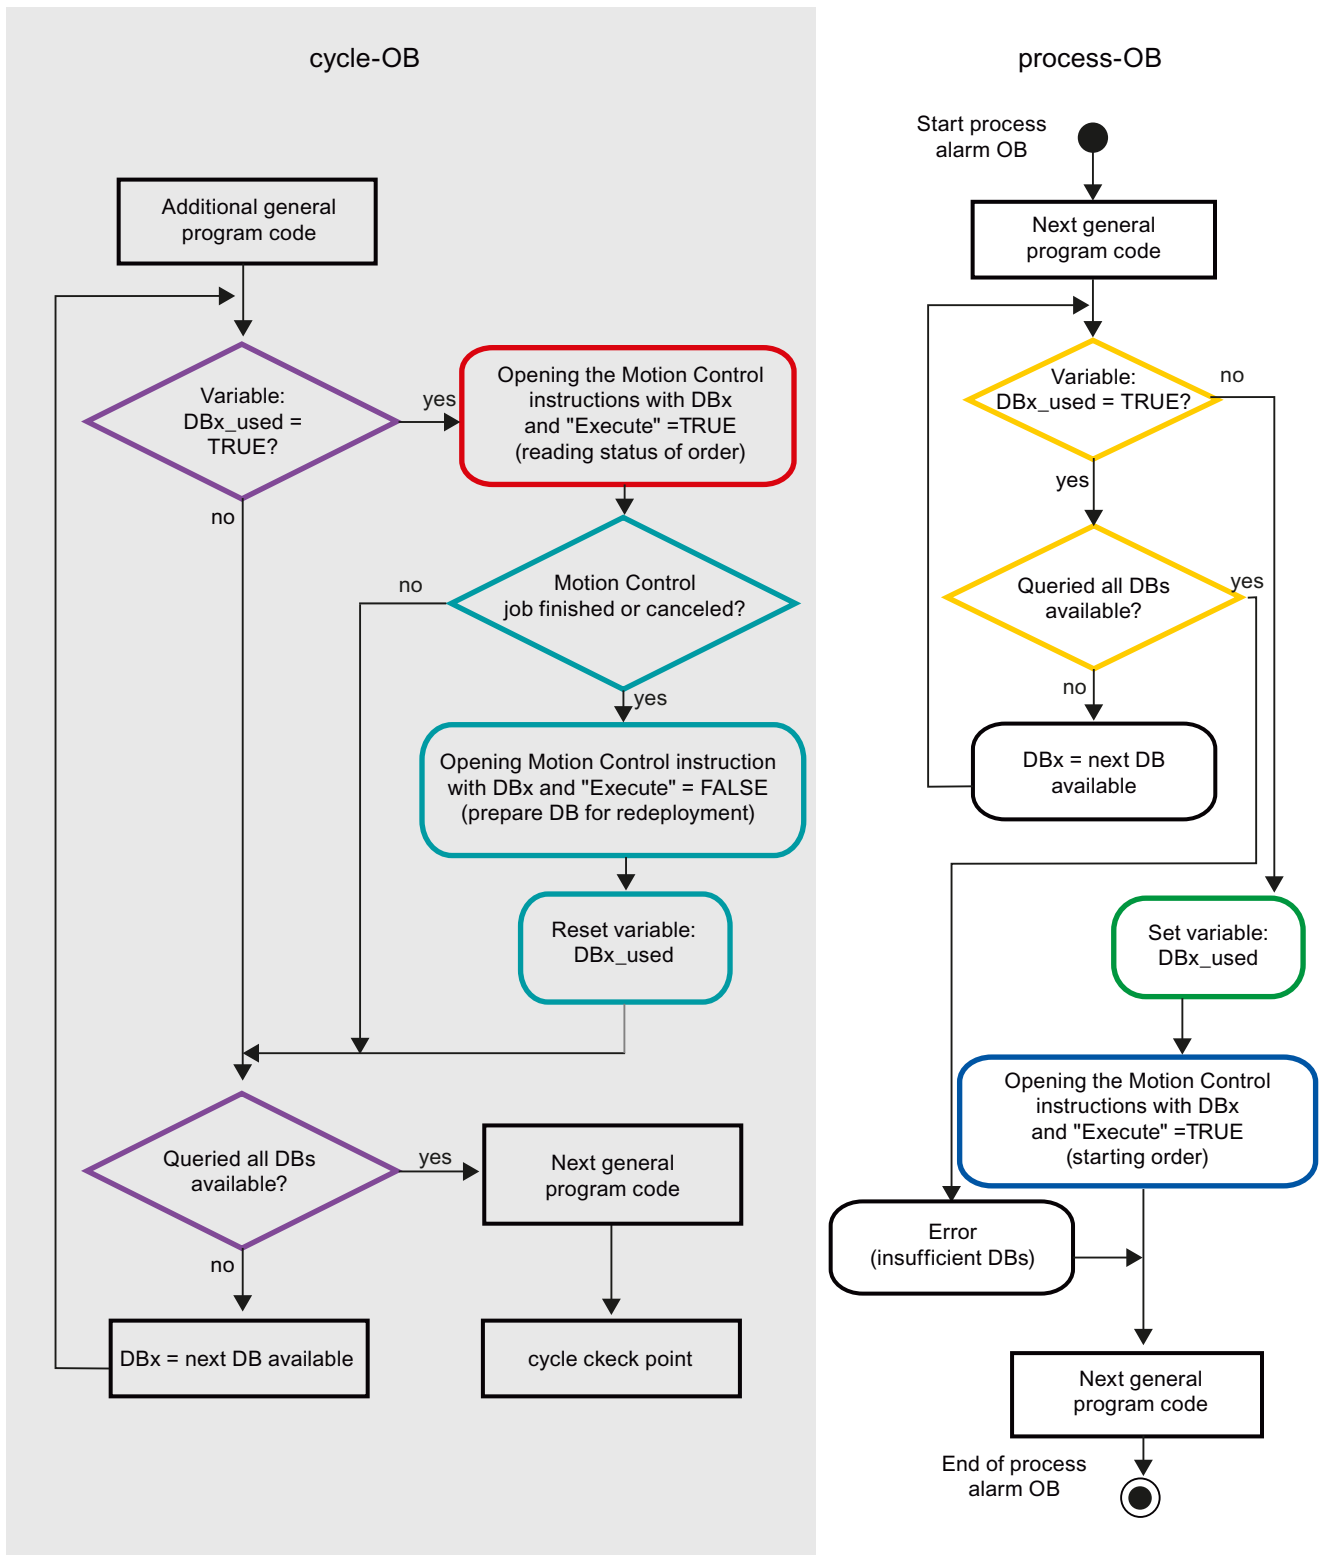 cycle-OB
Additional general
program code
Variable:
DBx_used =
TRUE?
yes
no
Opening the Motion Control
instructions with DBx
and "Execute" =TRUE
(reading status of order)
Motion Control
job finished or canceled?
no
yes
Opening Motion Control instruction
with DBx and "Execute" = FALSE
(prepare DB for redeployment)
Reset variable:
DBx_used
Queried all DBs
available?
yes
no
Next general
program code
DBx = next DB available
cycle ckeck point
process-OB
Start process
alarm OB
Next general
program code
Variable:
DBx_used = TRUE?
no
yes
Queried all DBs
available?
yes
no
DBx = next DB
available
Set variable:
DBx_used
Opening the Motion Control
instructions with DBx
and "Execute" =TRUE
(starting order)
Error
(insufficient DBs)
Next general
program code
End of process
alarm OB